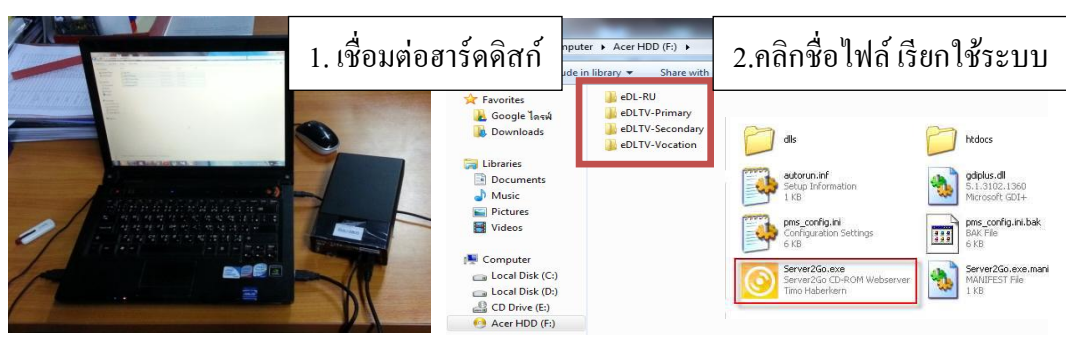 1. เชื่อมต่อฮาร์ดดิสก์
2.คลิกชื่อไฟล์ เรียกใช้ระบบ
mputer ▸ Acer HDD (F:) ▸
ude in library ▾ Share with
Favorites
Google ไดรฟ์
Downloads
Libraries
Documents
Music
Pictures
Videos
Computer
Local Disk (C:)
Local Disk (D:)
CD Drive (E:)
Acer HDD (F:)
eDL-RU
eDLTV-Primary
eDLTV-Secondary
eDLTV-Vocation
dlls
htdocs
autorun.inf
Setup Information
1 KB
gdiplus.dll
5.1.3102.1360
Microsoft GDI+
pms_config.ini
Configuration Settings
6 KB
pms_config.ini.bak
BAK File
6 KB
Server2Go.exe
Server2Go CD-ROM Webserver
Timo Haberkern
Server2Go.exe.mani
MANIFEST File
1 KB